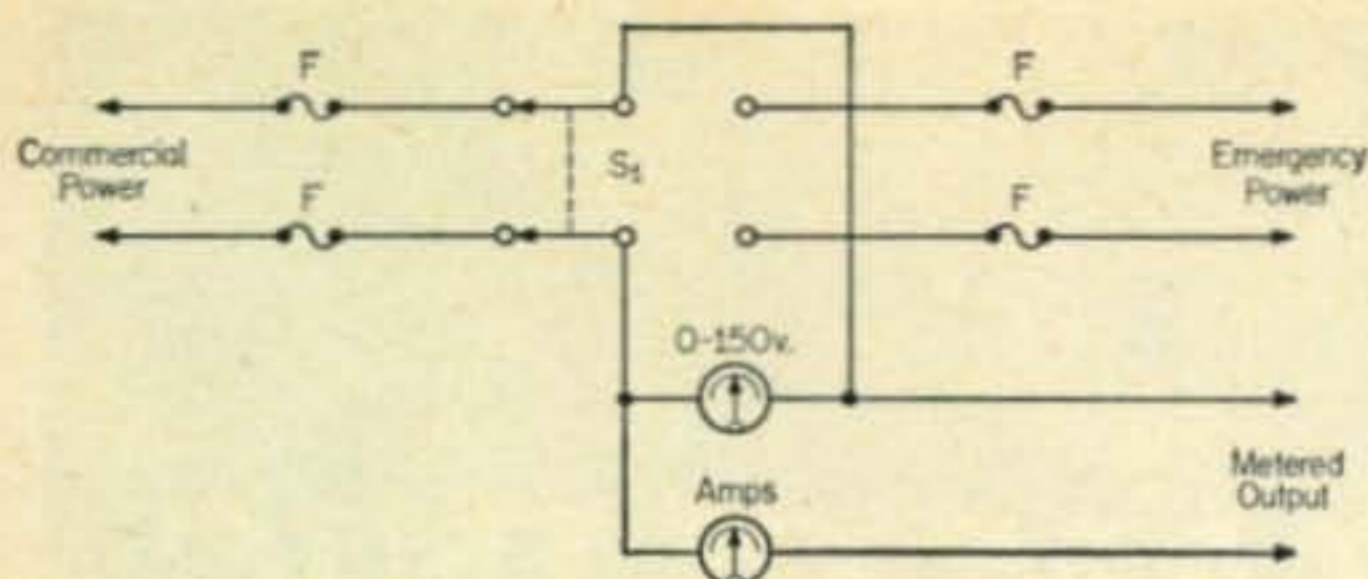 F
F
Commercial
Power
F
S1
F
Emergency
Power
0-150v.
Amps
Metered
Output